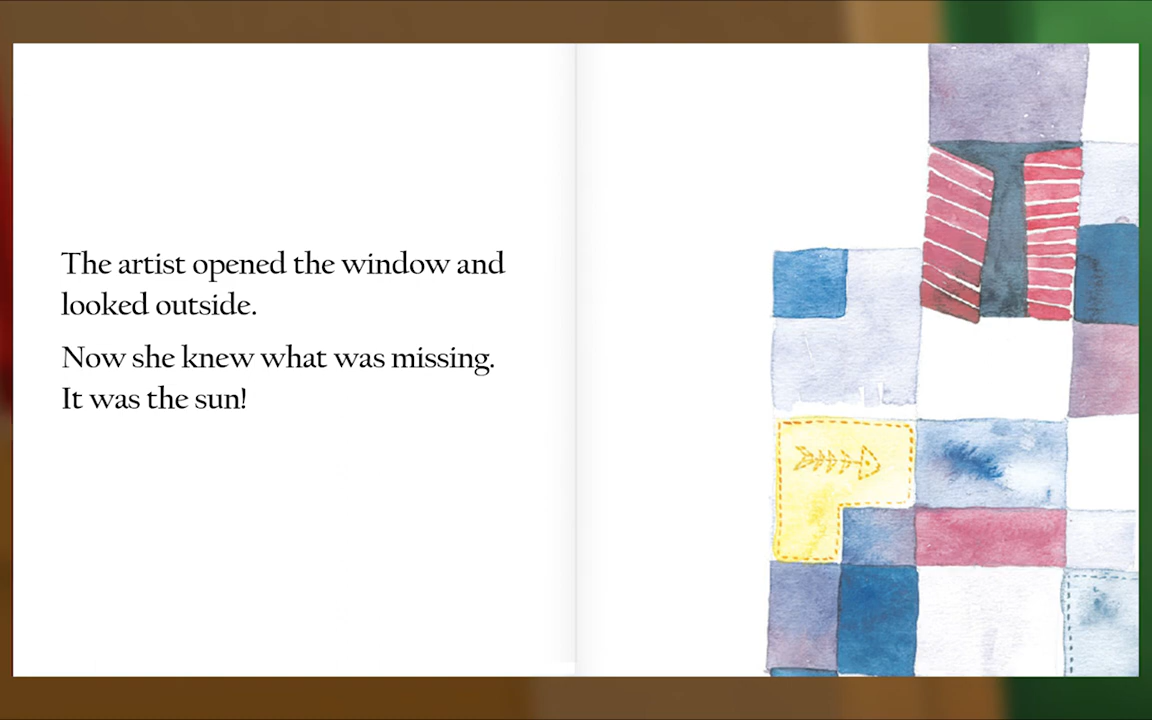 The artist opened the window and
looked outside.
Now she knew what was missing.
It was the sun!